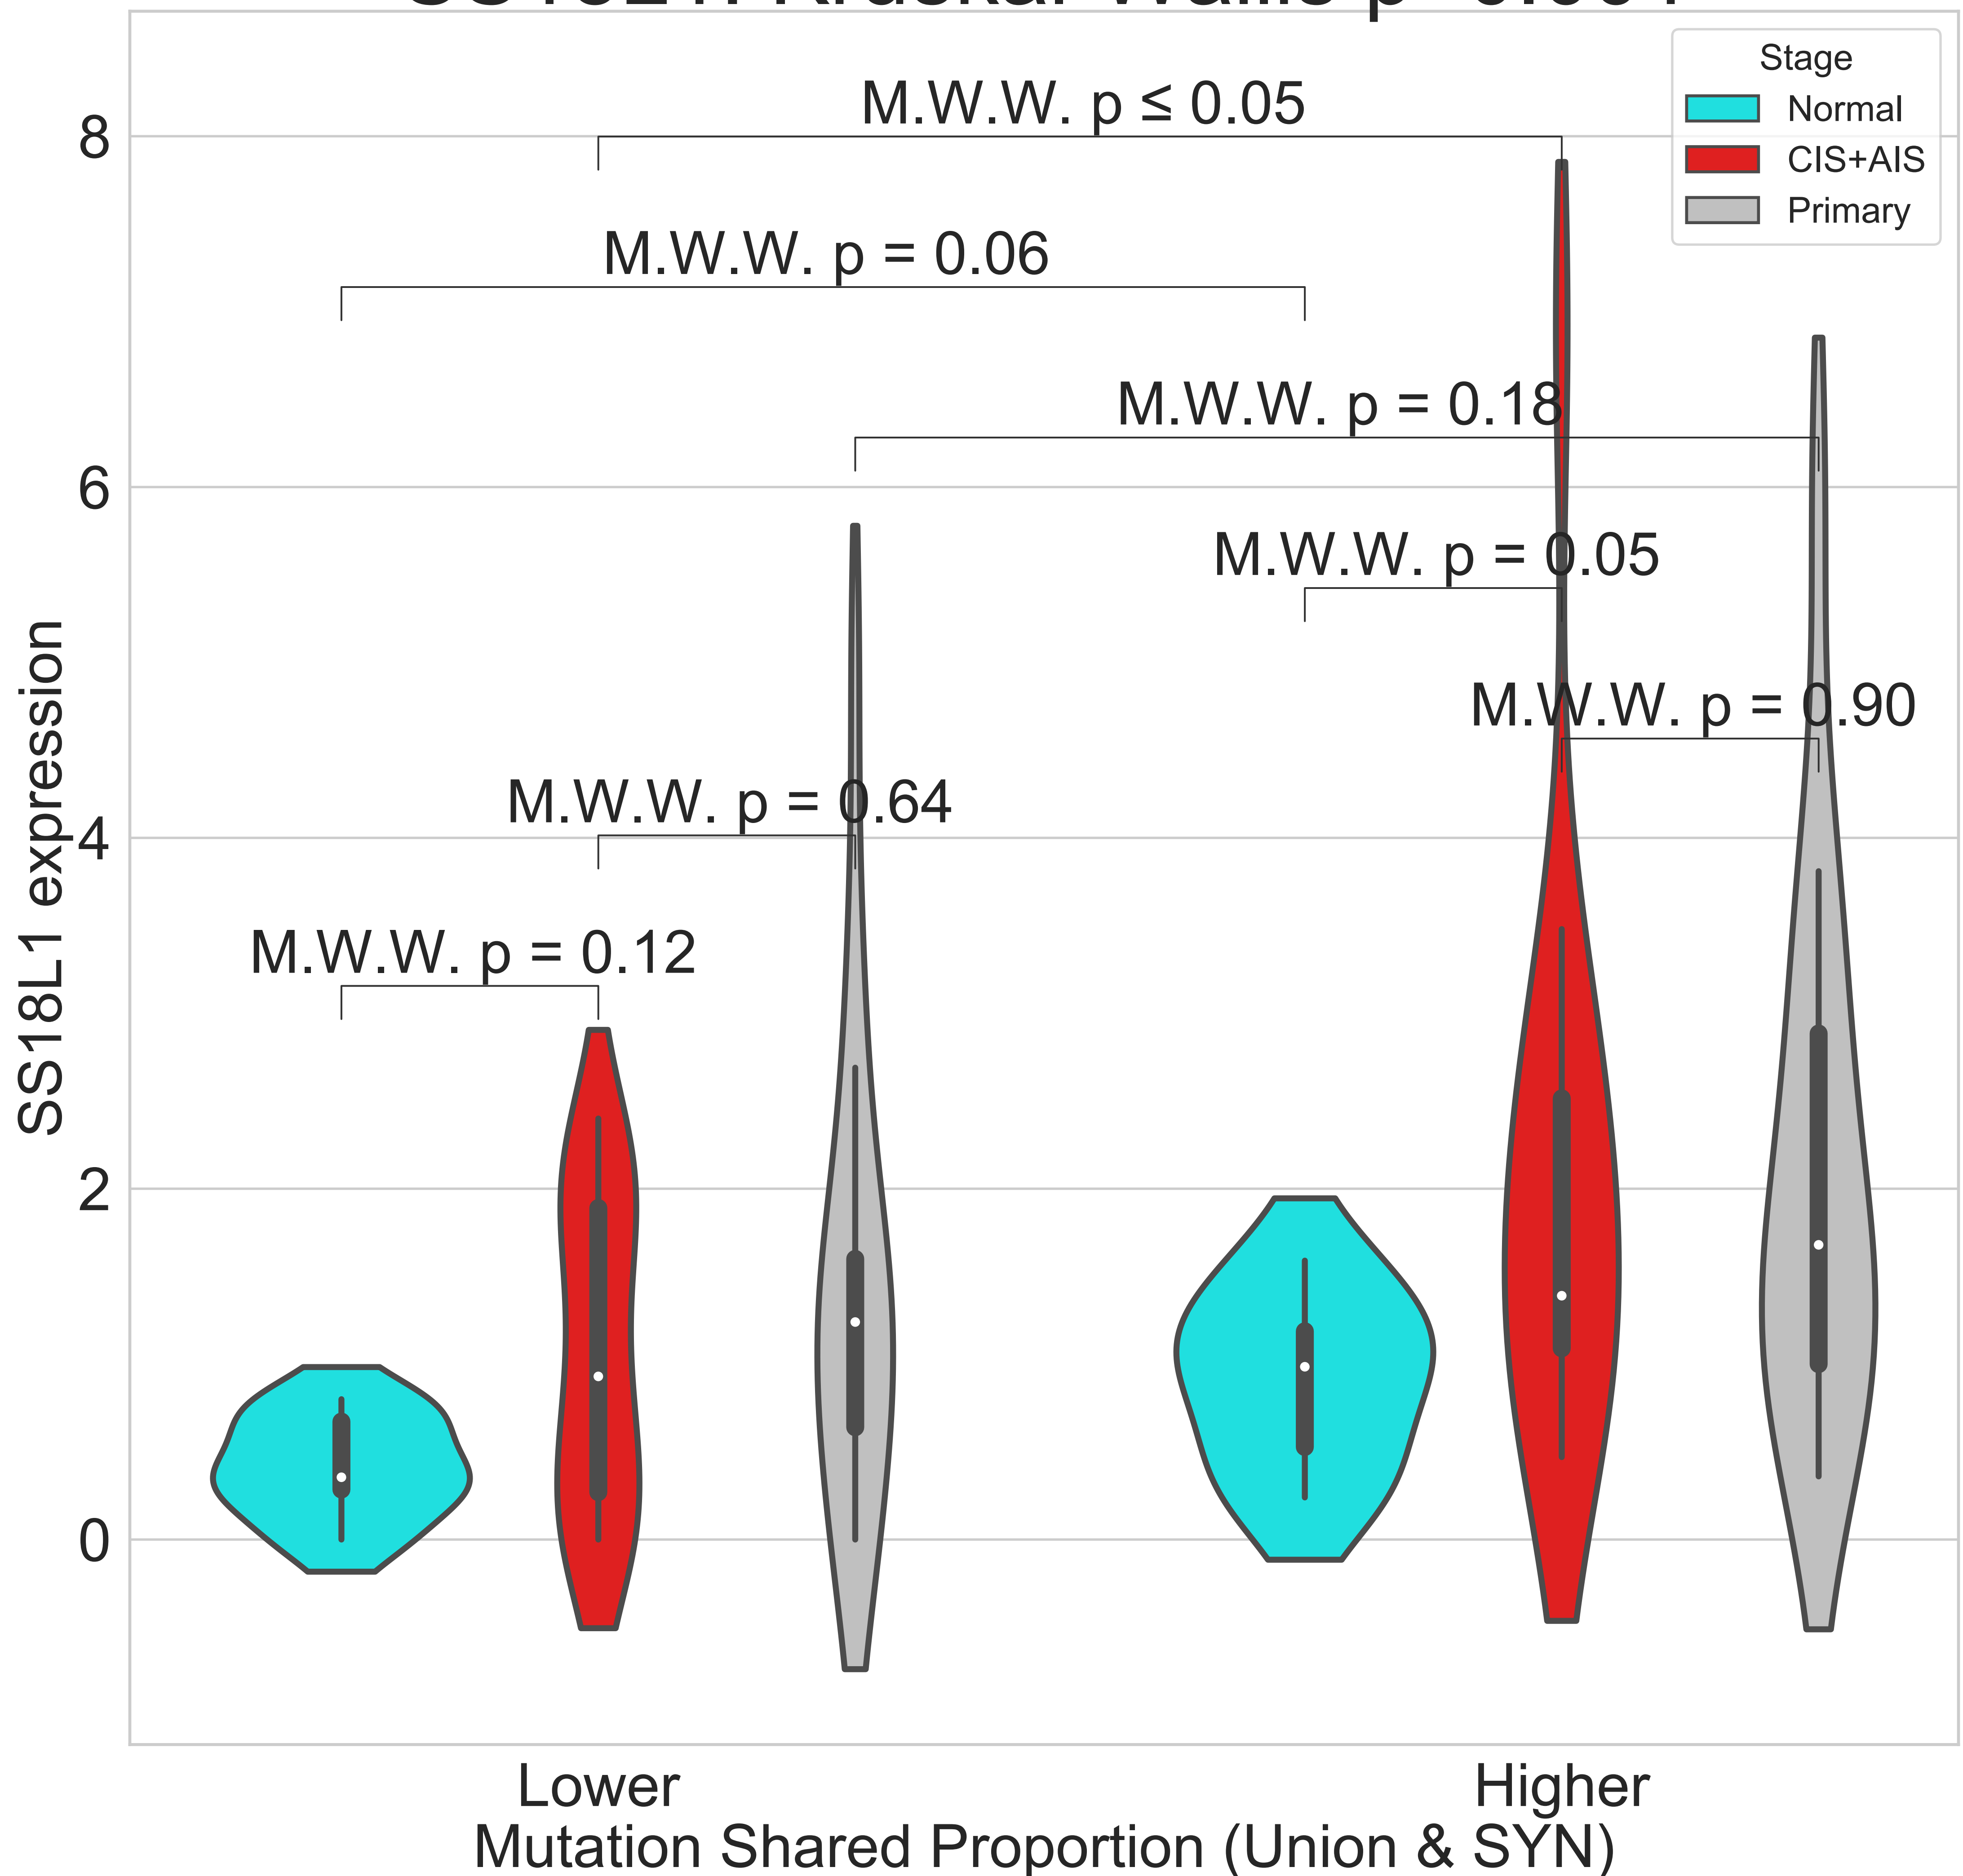 Stage
Normal
CIS+AIS
Primary
M.W.W. p ≤ 0.05
M.W.W. p = 0.06
M.W.W. p = 0.18
M.W.W. p = 0.05
M.W.W. p = 0.90
M.W.W. p = 0.64
M.W.W. p = 0.12
8
6
4
2
0
SS18L1 expression
Lower
Higher
Mutation Shared Proportion (Union & SYN)